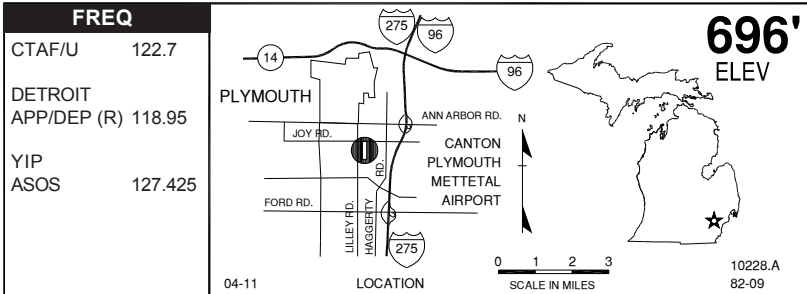 FREQ
CTAF/U 122.7
DETROIT
APP/DEP (R) 118.95
YIP
ASOS 127.425
275
96
14
96
PLYMOUTH
ANN ARBOR RD.
JOY RD.
N
CANTON
PLYMOUTH
METTETAL
AIRPORT
FORD RD.
LILLEY RD.
HAGGERTY RD.
275
0 1 2 3
SCALE IN MILES
04-11
LOCATION
696'
ELEV
10228.A
82-09